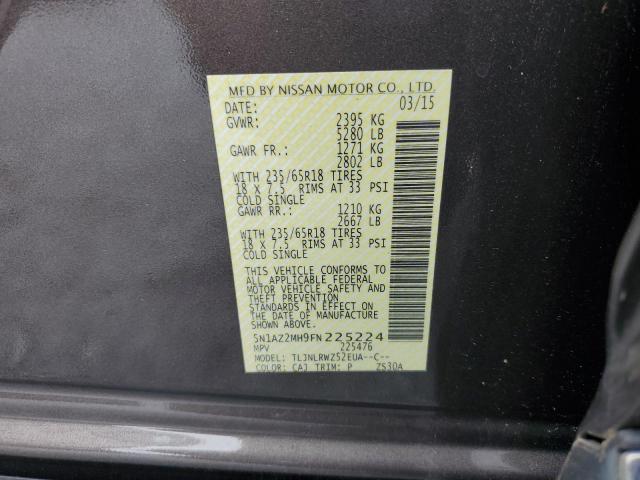 MFD BY NISSAN MOTOR CO., LTD.
DATE: 03/15
GVWR: 2395 KG
5280 LB
GAWR FR.: 1271 KG
2802 LB
WITH 235/65R18 TIRES
18 X 7.5 RIMS AT 33 PSI
COLD SINGLE
GAWR RR.: 1210 KG
2667 LB
WITH 235/65R18 TIRES
18 X 7.5 RIMS AT 33 PSI
COLD SINGLE
THIS VEHICLE CONFORMS TO
ALL APPLICABLE FEDERAL
MOTOR VEHICLE SAFETY AND
THEFT PREVENTION
STANDARDS IN EFFECT ON
THE DATE OF MANUFACTURE
SHOWN ABOVE.
5N1AZ2MH9FN225224
MPV 225476
MODEL: TLJNLRWZ52EUA--C--
COLOR: CAJ TRIM: P ZS30A